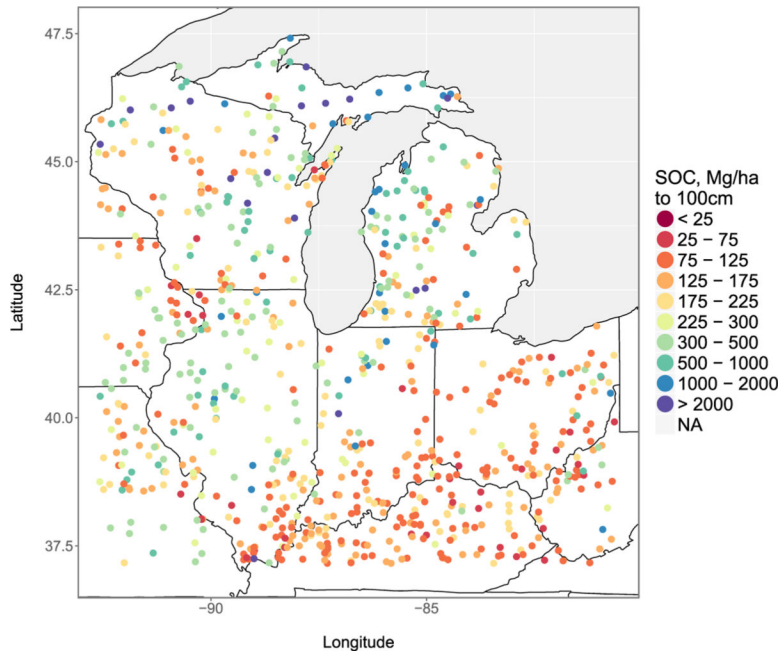 47.5
45.0
42.5
40.0
37.5
Latitude
−90
−85
Longitude
SOC, Mg/ha
to 100cm
< 25
25 − 75
75 − 125
125 − 175
175 − 225
225 − 300
300 − 500
500 − 1000
1000 − 2000
> 2000
NA